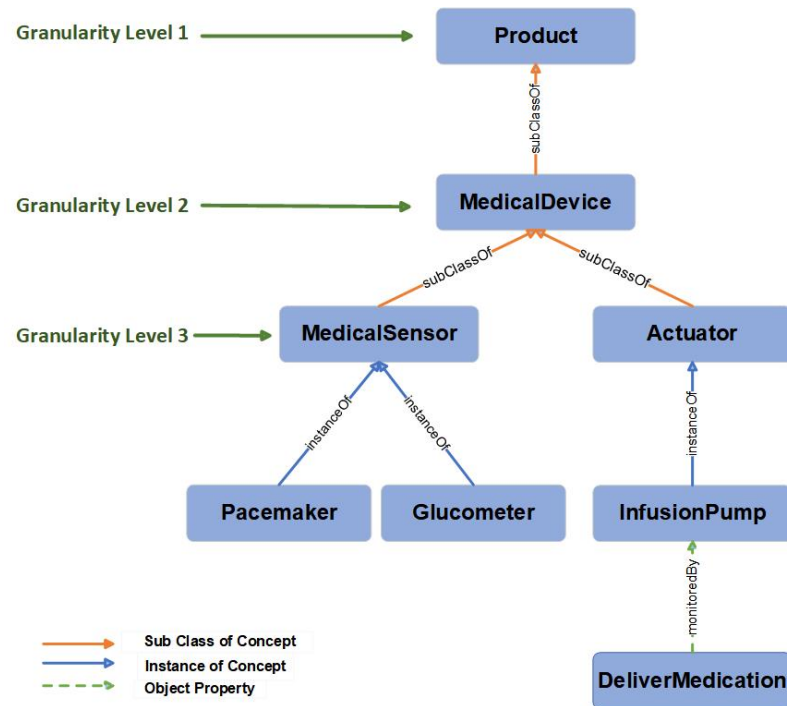 Granularity Level 1
Product
subClassOf
Granularity Level 2
MedicalDevice
subClassOf
subClassOf
Granularity Level 3
MedicalSensor
Actuator
instanceOf
instanceOf
instanceOf
Pacemaker
Glucometer
InfusionPump
monitoredBy
Sub Class of Concept
Instance of Concept
Object Property
DeliverMedication